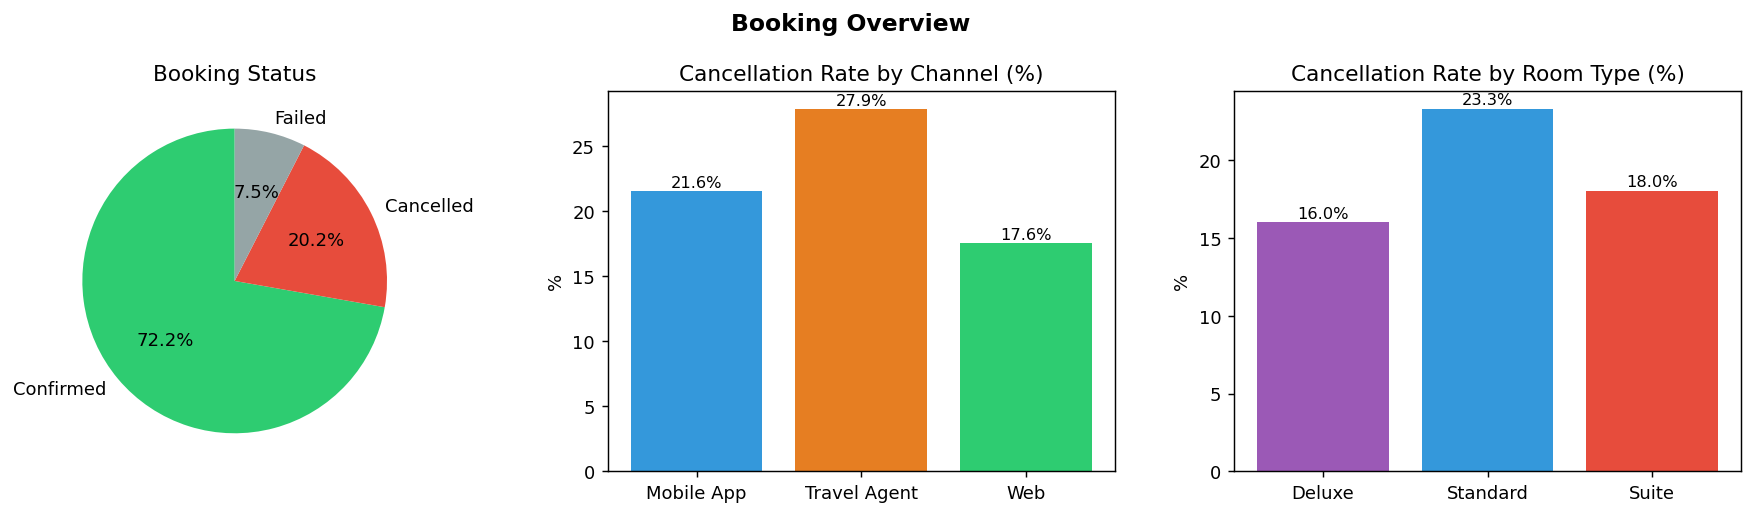 Booking Overview
Booking Status
Failed
7.5%
Cancelled
20.2%
72.2%
Confirmed
Cancellation Rate by Channel (%)
%
25
20
15
10
5
0
21.6%
27.9%
17.6%
Mobile App
Travel Agent
Web
Cancellation Rate by Room Type (%)
%
20
15
10
5
0
16.0%
23.3%
18.0%
Deluxe
Standard
Suite